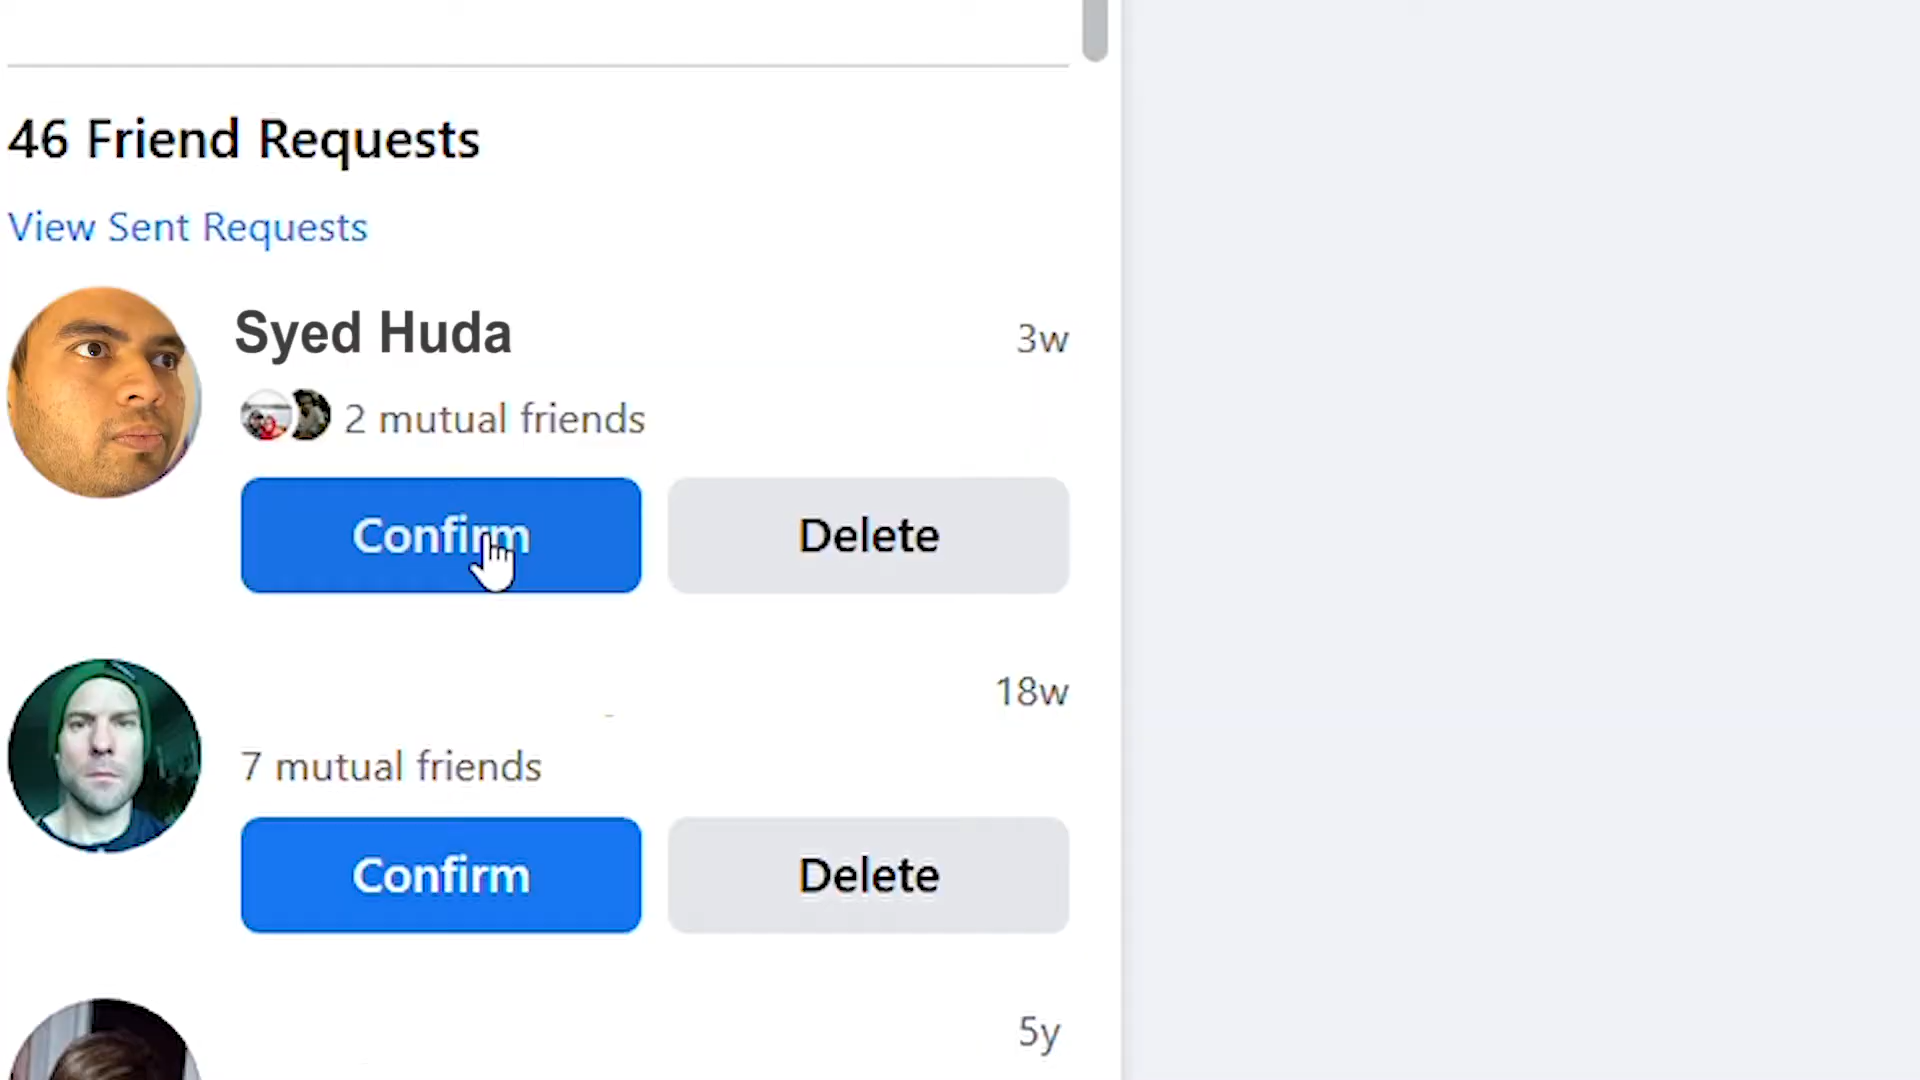 46 Friend Requests
View Sent Requests
Syed Huda
3w
2 mutual friends
Confirm
Delete
18w
7 mutual friends
Confirm
Delete
5y